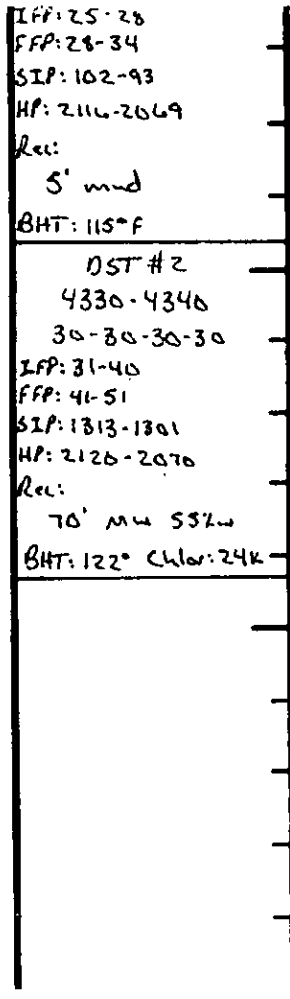 IFP: 25-28
FFP: 28-34
SIP: 102-93
HP: 2116-2069
Rec:
5' mud
BHT: 115°F
DST #2
4330-4340
30-30-30-30
IFP: 31-40
FFP: 41-51
SIP: 1313-1301
HP: 2120-2070
Rec:
70' MW 55%w
BHT: 122° Chlor: 24K